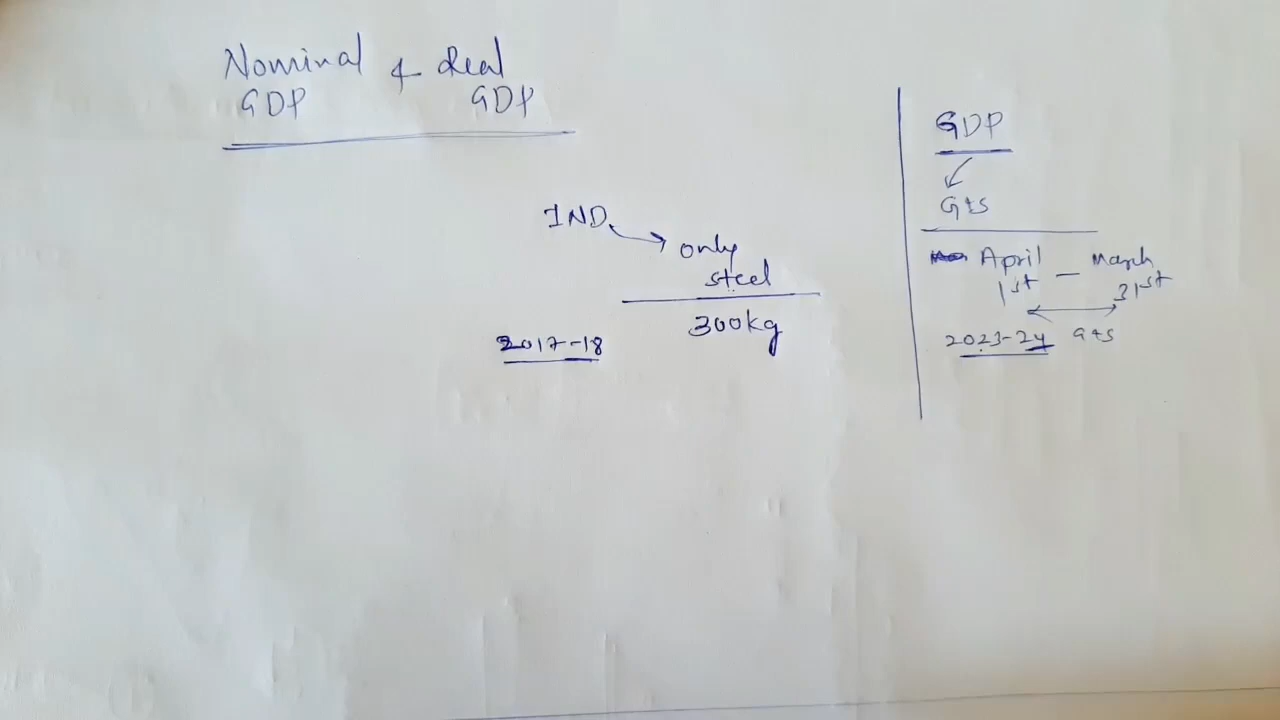 Nominal & Real
GDP GDP
IND
only
steel
300kg
2017-18
GDP
G+S
April — March
1st 31st
2023-24 G+S